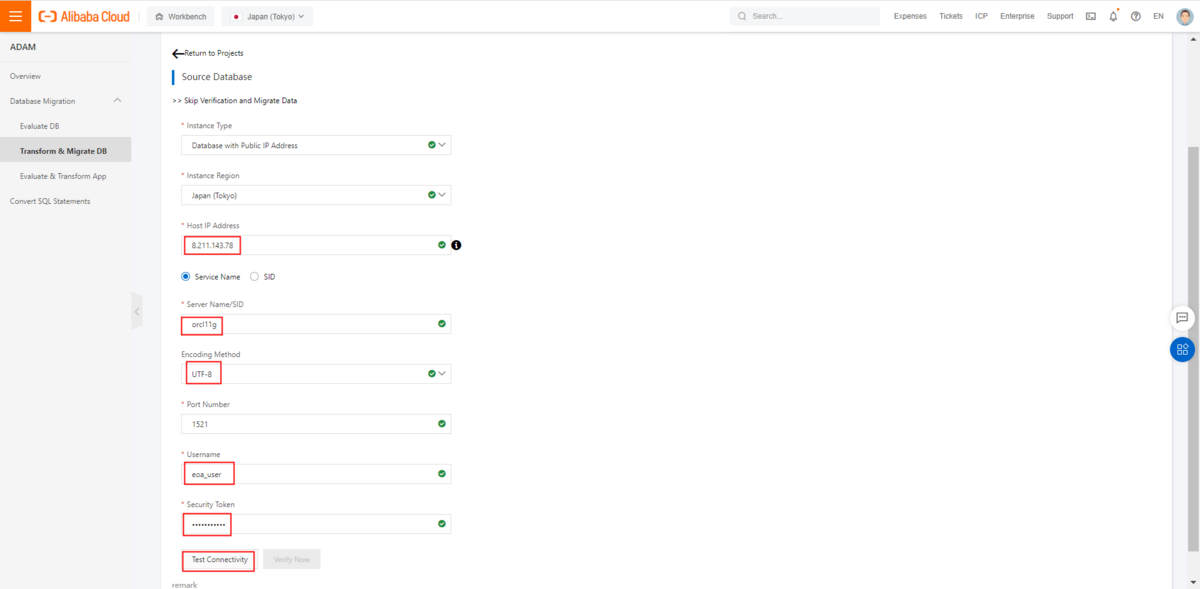 Alibaba Cloud Workbench Japan (Tokyo) Search... Expenses Tickets ICP Enterprise Support EN
ADAM
Return to Projects
Overview
Source Database
Database Migration
>> Skip Verification and Migrate Data
Evaluate DB
Transform & Migrate DB
Evaluate & Transform App
Convert SQL Statements
* Instance Type
Database with Public IP Address
* Instance Region
Japan (Tokyo)
* Host IP Address
8.211.143.78
Service Name SID
* Server Name/SID
orcl11g
Encoding Method
UTF-8
* Port Number
1521
* Username
eoa_user
* Security Token
•••••••••••
Test Connectivity Verify Now
remark